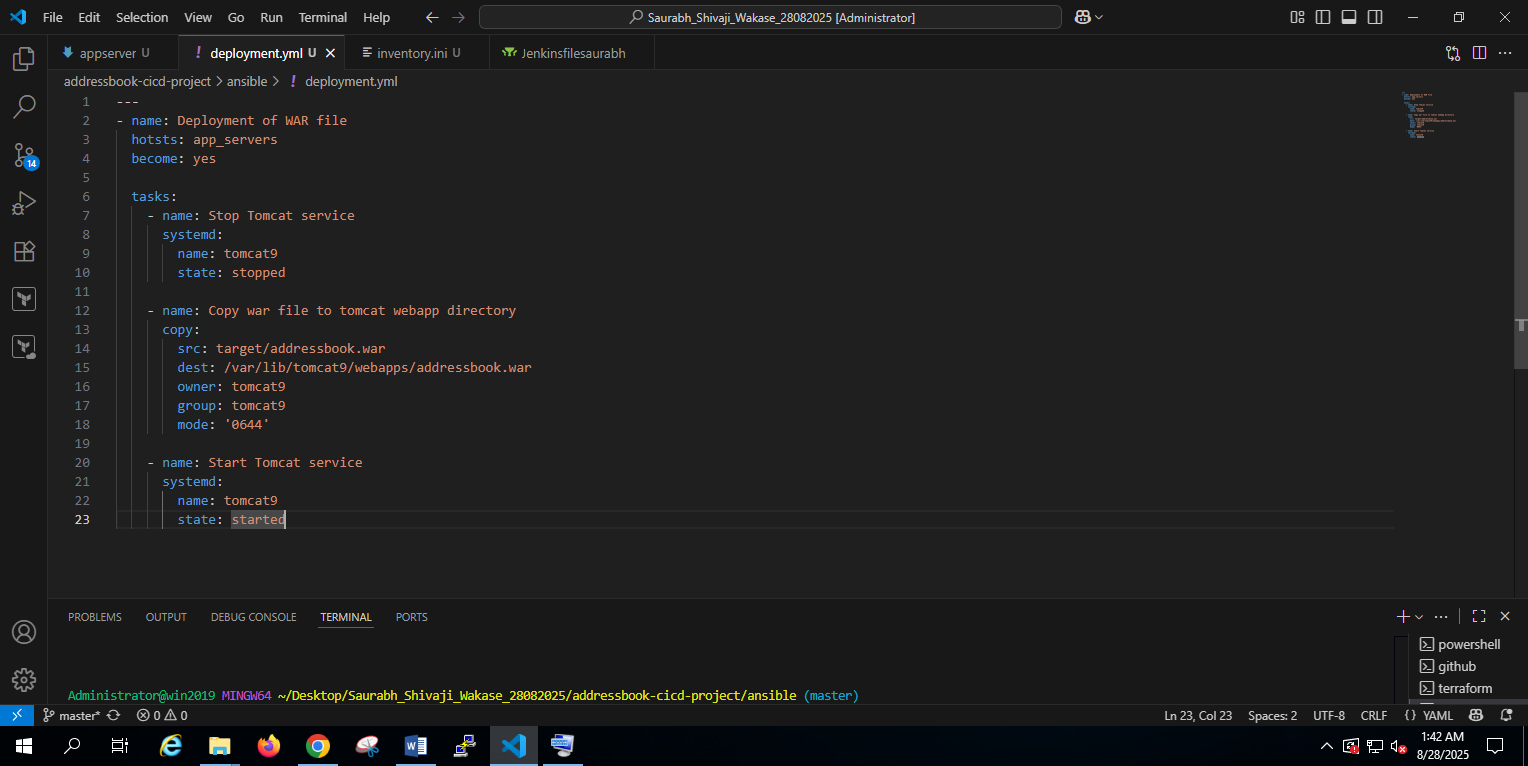 File Edit Selection View Go Run Terminal Help Saurabh_Shivaji_Wakase_28082025 [Administrator]
appserver U ! deployment.yml U inventory.ini U Jenkinsfilesaurabh
addressbook-cicd-project > ansible > ! deployment.yml
1 ---
2 - name: Deployment of WAR file
3 hotsts: app_servers
4 become: yes
5
6 tasks:
7 - name: Stop Tomcat service
8 systemd:
9 name: tomcat9
10 state: stopped
11
12 - name: Copy war file to tomcat webapp directory
13 copy:
14 src: target/addressbook.war
15 dest: /var/lib/tomcat9/webapps/addressbook.war
16 owner: tomcat9
17 group: tomcat9
18 mode: '0644'
19
20 - name: Start Tomcat service
21 systemd:
22 name: tomcat9
23 state: started
14
PROBLEMS OUTPUT DEBUG CONSOLE TERMINAL PORTS
powershell
github
terraform
Administrator@win2019 MINGW64 ~/Desktop/Saurabh_Shivaji_Wakase_28082025/addressbook-cicd-project/ansible (master)
master* 0 0 Ln 23, Col 23 Spaces: 2 UTF-8 CRLF {} YAML
1:42 AM
8/28/2025